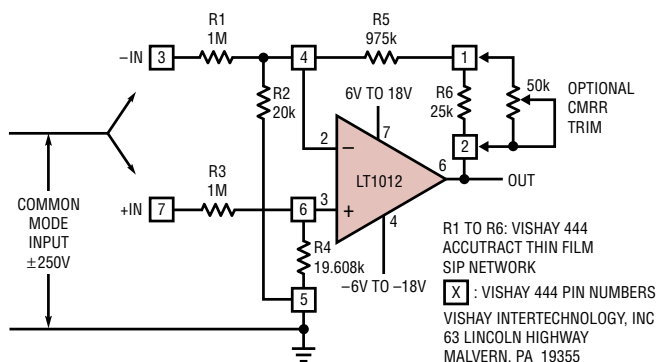 R1
1M
−IN
3
4
R5
975k
1
R2
20k
6V TO 18V
R6
25k
50k
OPTIONAL
CMRR
TRIM
2
7
−
2
6
OUT
LT1012
COMMON
MODE
INPUT
±250V
R3
1M
+IN
7
6
3
+
4
R4
19.608k
5
−6V TO −18V
R1 TO R6: VISHAY 444
ACCUTRACT THIN FILM
SIP NETWORK
X : VISHAY 444 PIN NUMBERS
VISHAY INTERTECHNOLOGY, INC
63 LINCOLN HIGHWAY
MALVERN, PA 19355